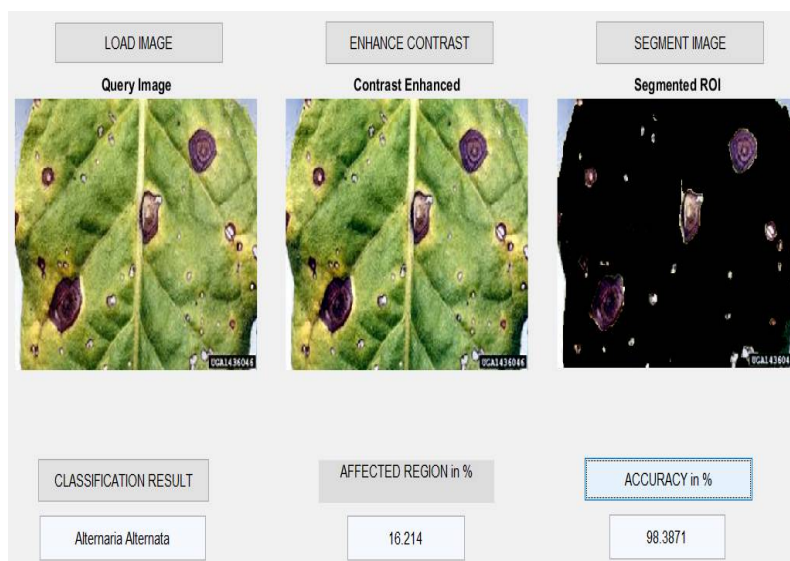 LOAD IMAGE
ENHANCE CONTRAST
SEGMENT IMAGE
Query Image
Contrast Enhanced
Segmented ROI
UGA1436046
UGA1436046
UGA1436046
CLASSIFICATION RESULT
AFFECTED REGION in %
ACCURACY in %
Alternaria Alternata
16.214
98.3871